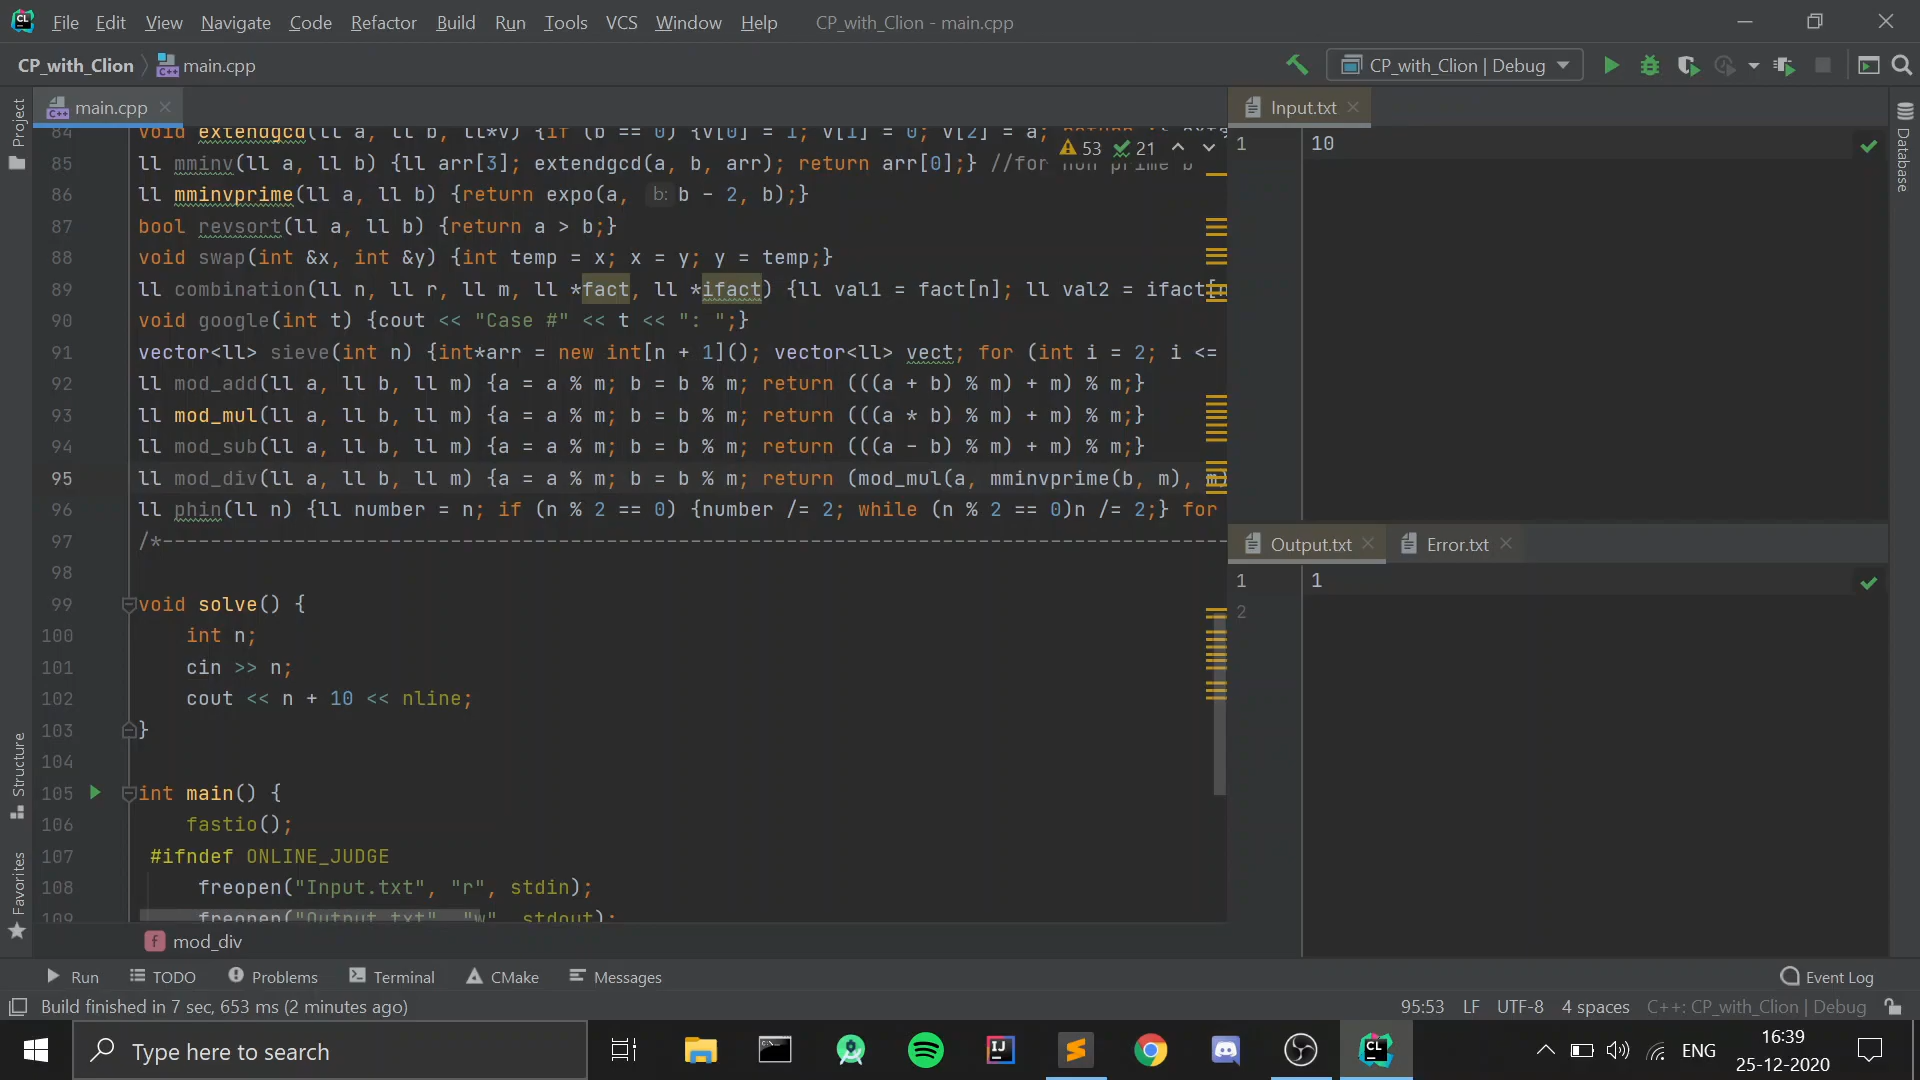 File Edit View Navigate Code Refactor Build Run Tools VCS Window Help CP_with_Clion - main.cpp
CP_with_Clion main.cpp CP_with_Clion | Debug
Project main.cpp Input.txt
84 void extendgcd(ll a, ll b, ll*v) {if (b == 0) {v[0] = 1; v[1] = 0; v[2] = a;
85 ll mminv(ll a, ll b) {ll arr[3]; extendgcd(a, b, arr); return arr[0];} //for non prime b
53 21
86 ll mminvprime(ll a, ll b) {return expo(a, b: b - 2, b);}
87 bool revsort(ll a, ll b) {return a > b;}
88 void swap(int &x, int &y) {int temp = x; x = y; y = temp;}
89 ll combination(ll n, ll r, ll m, ll *fact, ll *ifact) {ll val1 = fact[n]; ll val2 = ifact[n
90 void google(int t) {cout << "Case #" << t << ": ";}
91 vector<ll> sieve(int n) {int*arr = new int[n + 1](); vector<ll> vect; for (int i = 2; i <=
92 ll mod_add(ll a, ll b, ll m) {a = a % m; b = b % m; return (((a + b) % m) + m) % m;}
93 ll mod_mul(ll a, ll b, ll m) {a = a % m; b = b % m; return (((a * b) % m) + m) % m;}
94 ll mod_sub(ll a, ll b, ll m) {a = a % m; b = b % m; return (((a - b) % m) + m) % m;}
95 ll mod_div(ll a, ll b, ll m) {a = a % m; b = b % m; return (mod_mul(a, mminvprime(b, m), m)
96 ll phin(ll n) {ll number = n; if (n % 2 == 0) {number /= 2; while (n % 2 == 0)n /= 2;} for
97 /*------------------------------------------------------------------------------------------
98
99 void solve() {
100 int n;
101 cin >> n;
102 cout << n + 10 << nline;
103 }
104
105 int main() {
106 fastio();
107 #ifndef ONLINE_JUDGE
108 freopen("Input.txt", "r", stdin);
109 freopen("Output.txt", "w", stdout);
mod_div
1 10
Output.txt Error.txt
1 1
2
Database
Structure
Favorites
Run TODO Problems Terminal CMake Messages Event Log
Build finished in 7 sec, 653 ms (2 minutes ago) 95:53 LF UTF-8 4 spaces C++: CP_with_Clion | Debug
Type here to search ENG 16:39
25-12-2020